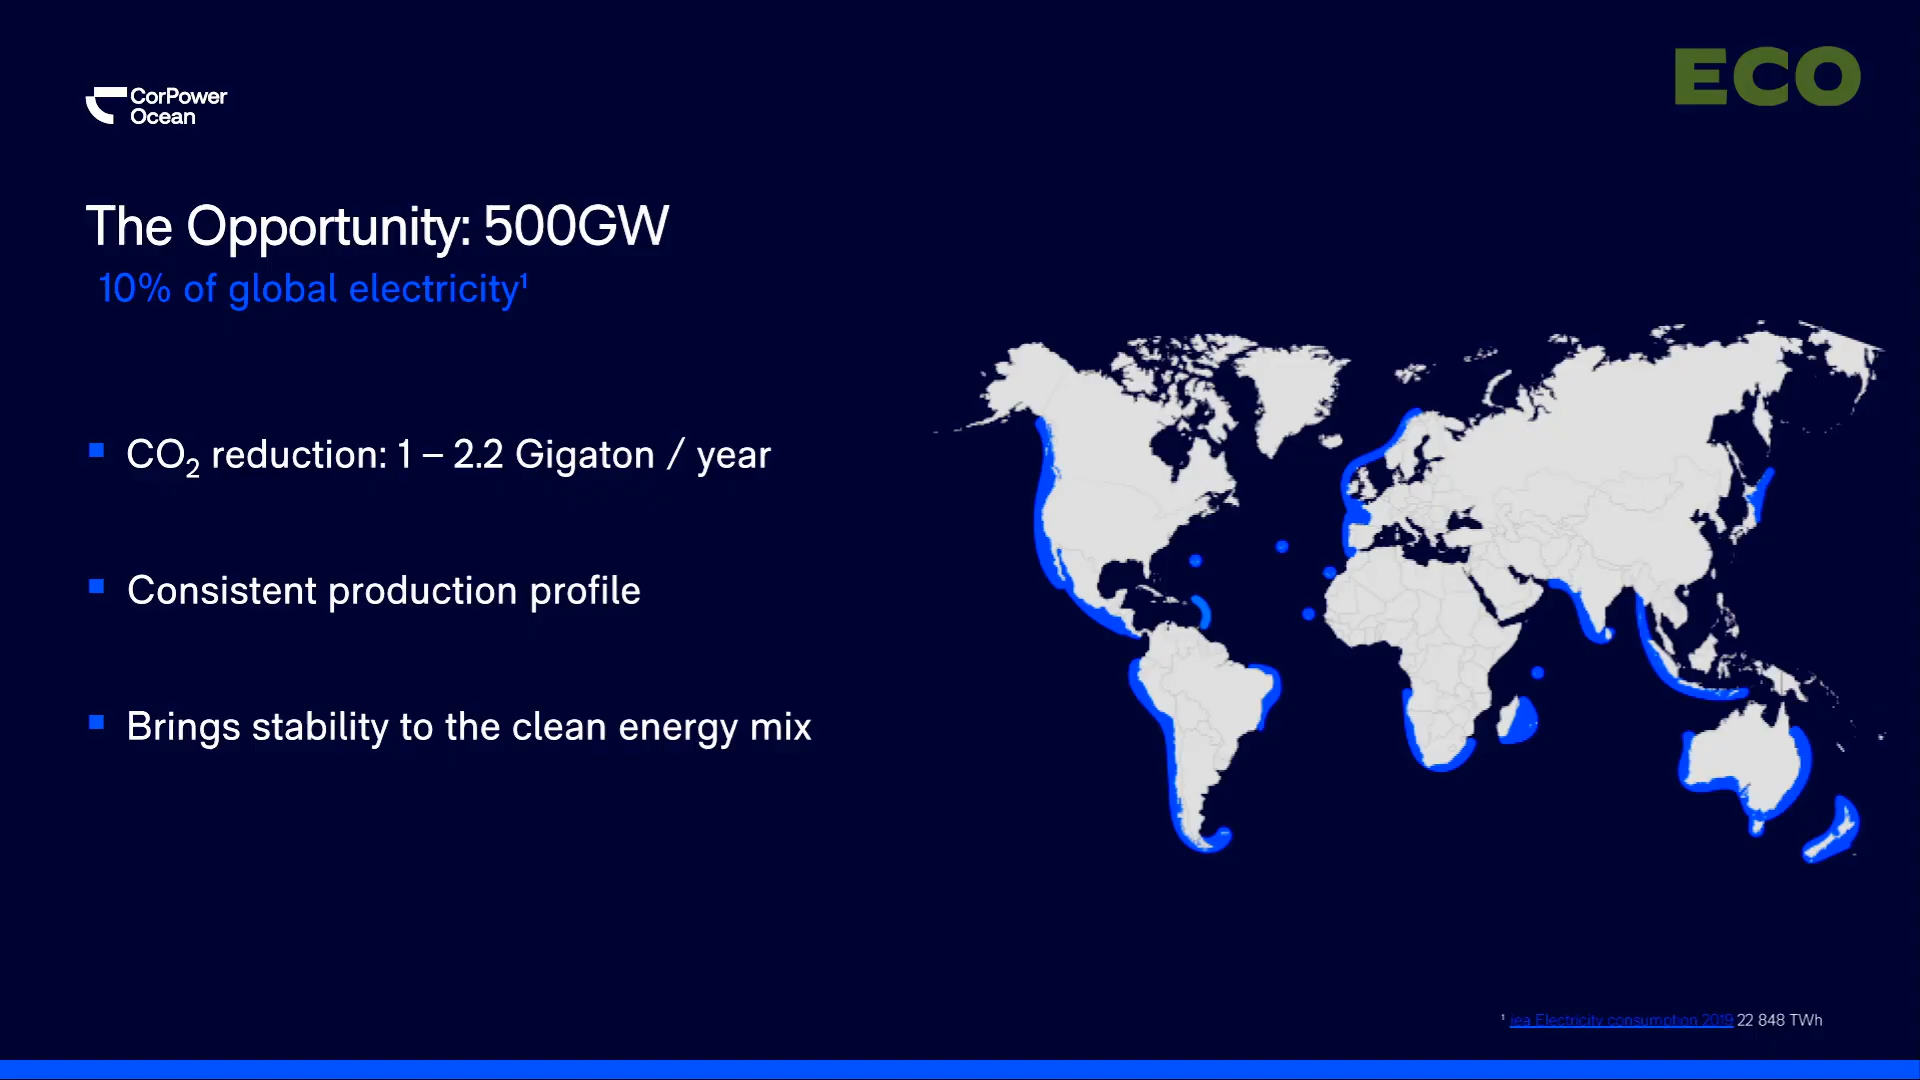 CorPower
Ocean
ECO
The Opportunity: 500GW
10% of global electricity¹
CO₂ reduction: 1 – 2.2 Gigaton / year
Consistent production profile
Brings stability to the clean energy mix
¹ iea Electricity consumption 2019 22 848 TWh